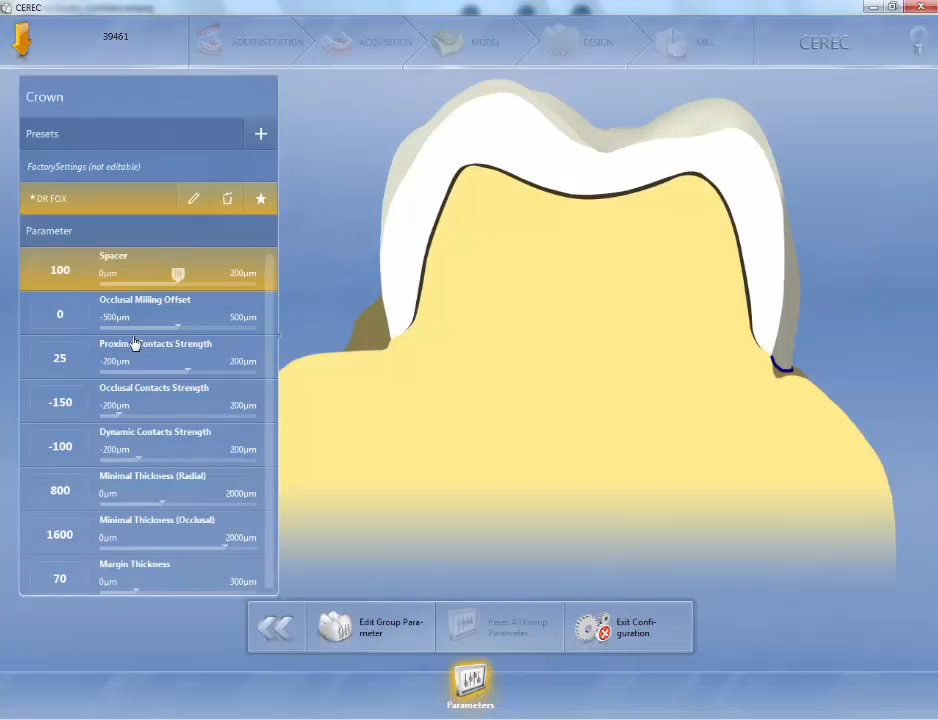 CEREC
39461
ADMINISTRATION
ACQUISITION
MODEL
DESIGN
MILL
CEREC
Crown
Presets
+
FactorySettings (not editable)
* DR FOX
Parameter
Spacer
100
0µm 200µm
Occlusal Milling Offset
0
-500µm 500µm
Proxim Contacts Strength
25
-200µm 200µm
Occlusal Contacts Strength
-150
-200µm 200µm
Dynamic Contacts Strength
-100
-200µm 200µm
Minimal Thickness (Radial)
800
0µm 2000µm
Minimal Thickness (Occlusal)
1600
0µm 2000µm
Margin Thickness
70
0µm 300µm
Edit Group Para-
meter
Reset All Group
Parameter
Exit Confi-
guration
Parameters